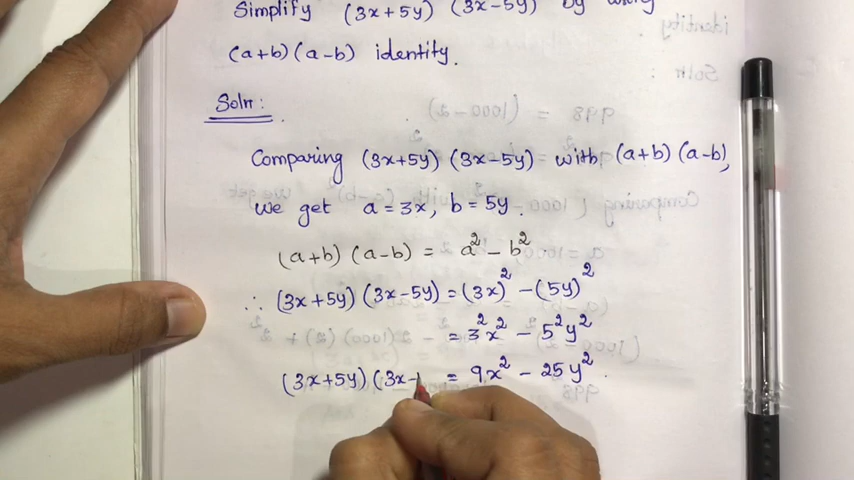 Simplify (3x+5y) (3x-5y) by using
(a+b) (a-b) identity.
Soln:
Comparing (3x+5y) (3x-5y) with (a+b) (a-b),
we get a = 3x, b = 5y.
(a+b) (a-b) = a² - b²
∴ (3x+5y) (3x-5y) = (3x)² - (5y)²
= 3²x² - 5²y²
(3x+5y) (3x- = 9x² - 25y².